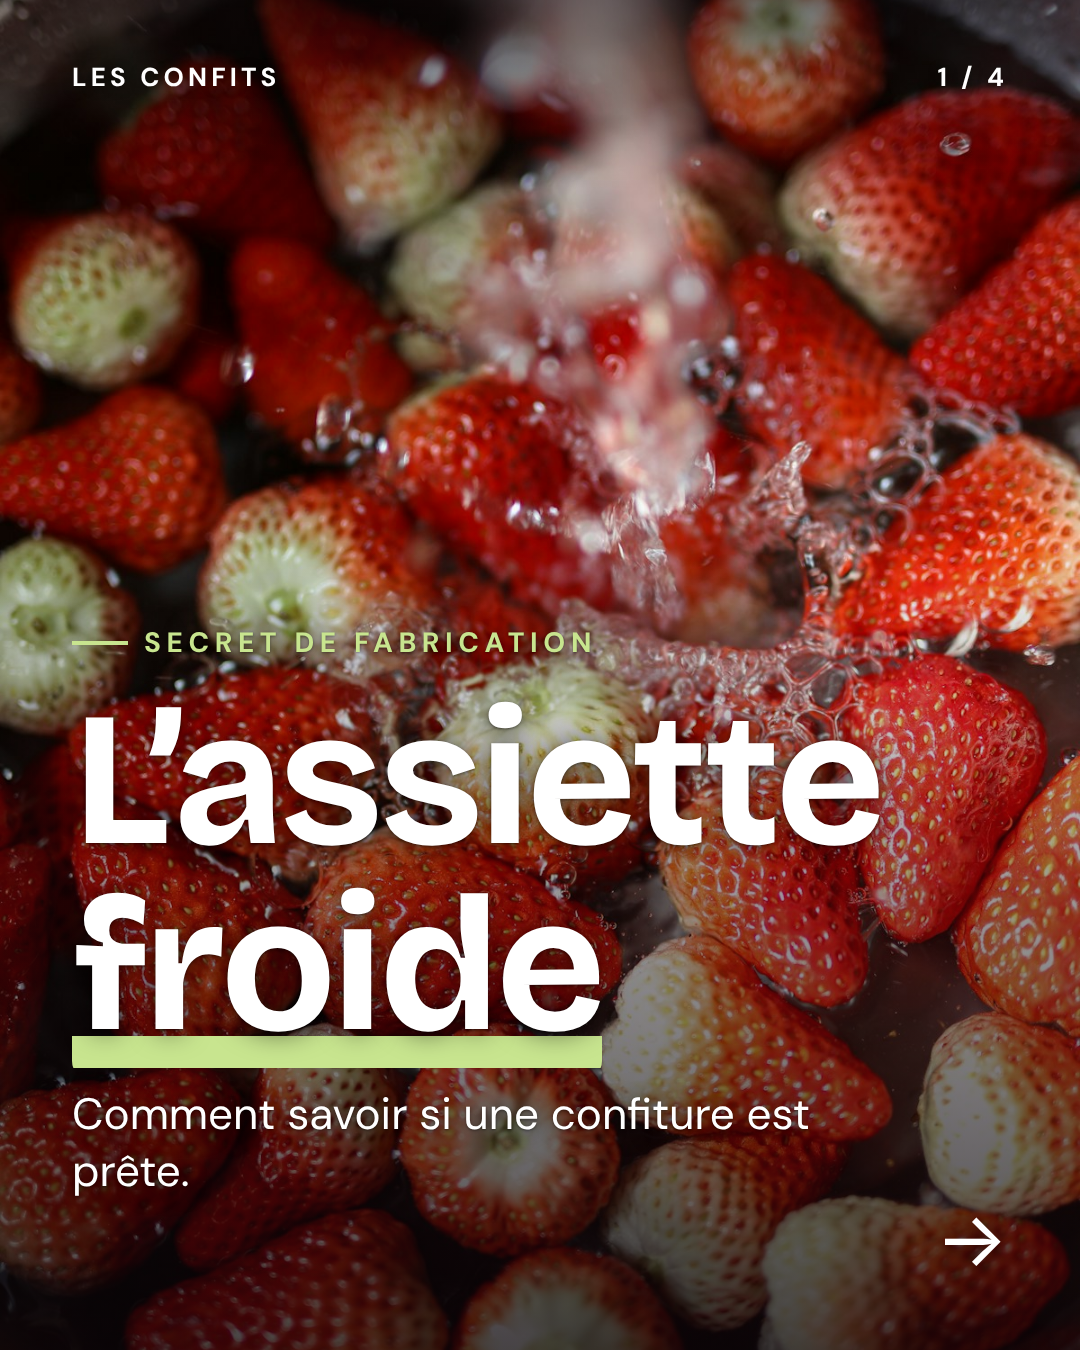 LES CONFITS
1 / 4
SECRET DE FABRICATION
L'assiette
froide
Comment savoir si une confiture est
prête.